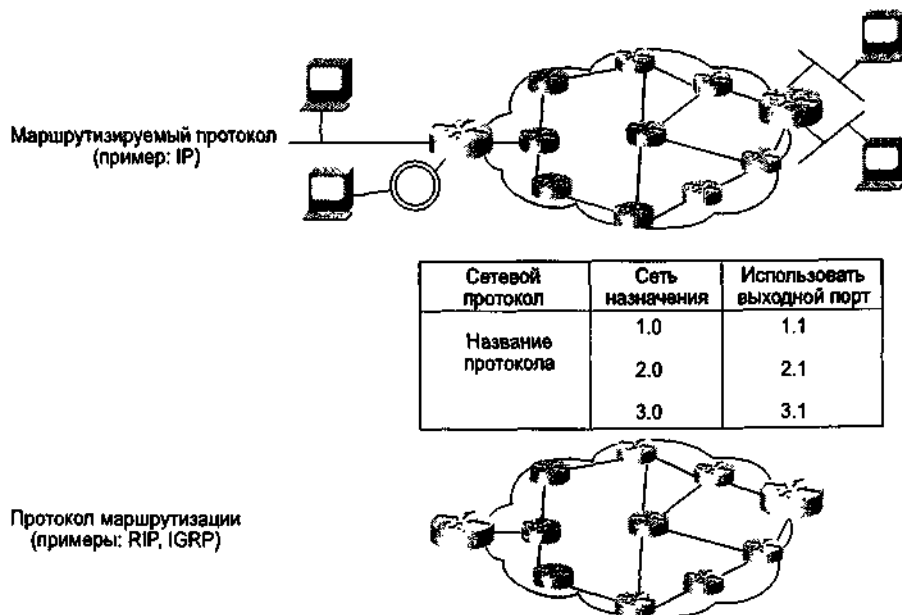 Маршрутизируемый протокол
(пример: IP)
Сетевой протокол
Сеть назначения
Использовать выходной порт
Название протокола
1.0
1.1
2.0
2.1
3.0
3.1
Протокол маршрутизации
(примеры: RIP, IGRP)